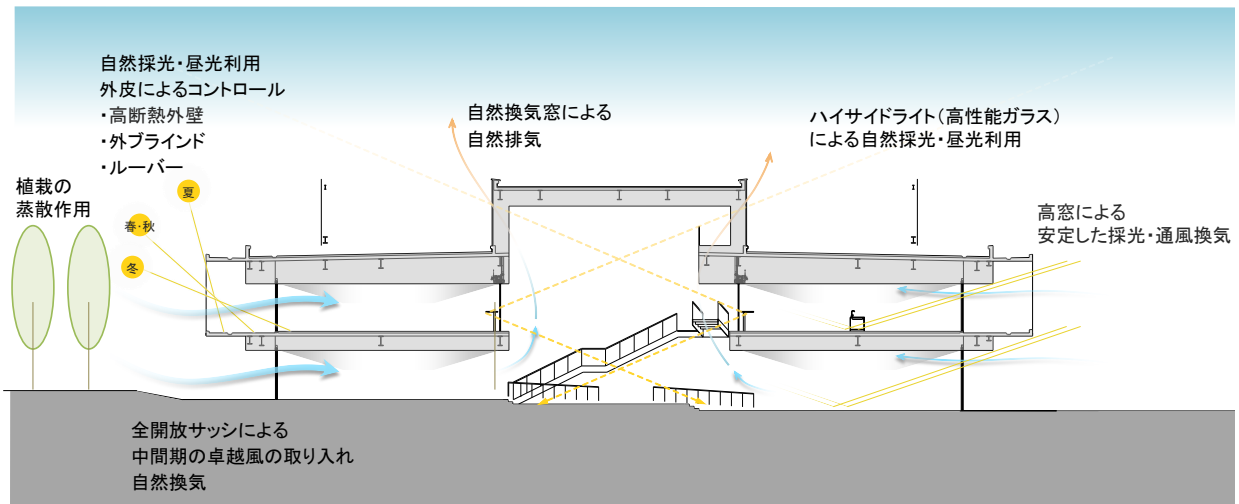 自然採光・昼光利用
外皮によるコントロール
・高断熱外壁
・外ブラインド
・ルーバー
自然換気窓による
自然排気
ハイサイドライト（高性能ガラス）
による自然採光・昼光利用
植栽の
蒸散作用
夏
春・秋
冬
高窓による
安定した採光・通風換気
全開放サッシによる
中間期の卓越風の取り入れ
自然換気